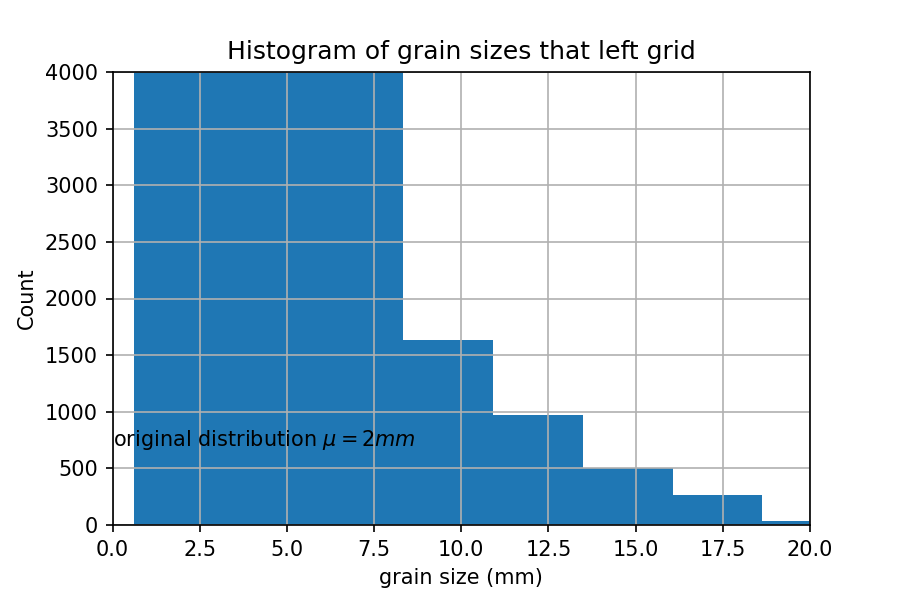 Histogram of grain sizes that left grid
4000
3500
3000
2500
2000
1500
1000
500
0
Count
original distribution μ = 2mm
0.0 2.5 5.0 7.5 10.0 12.5 15.0 17.5 20.0
grain size (mm)